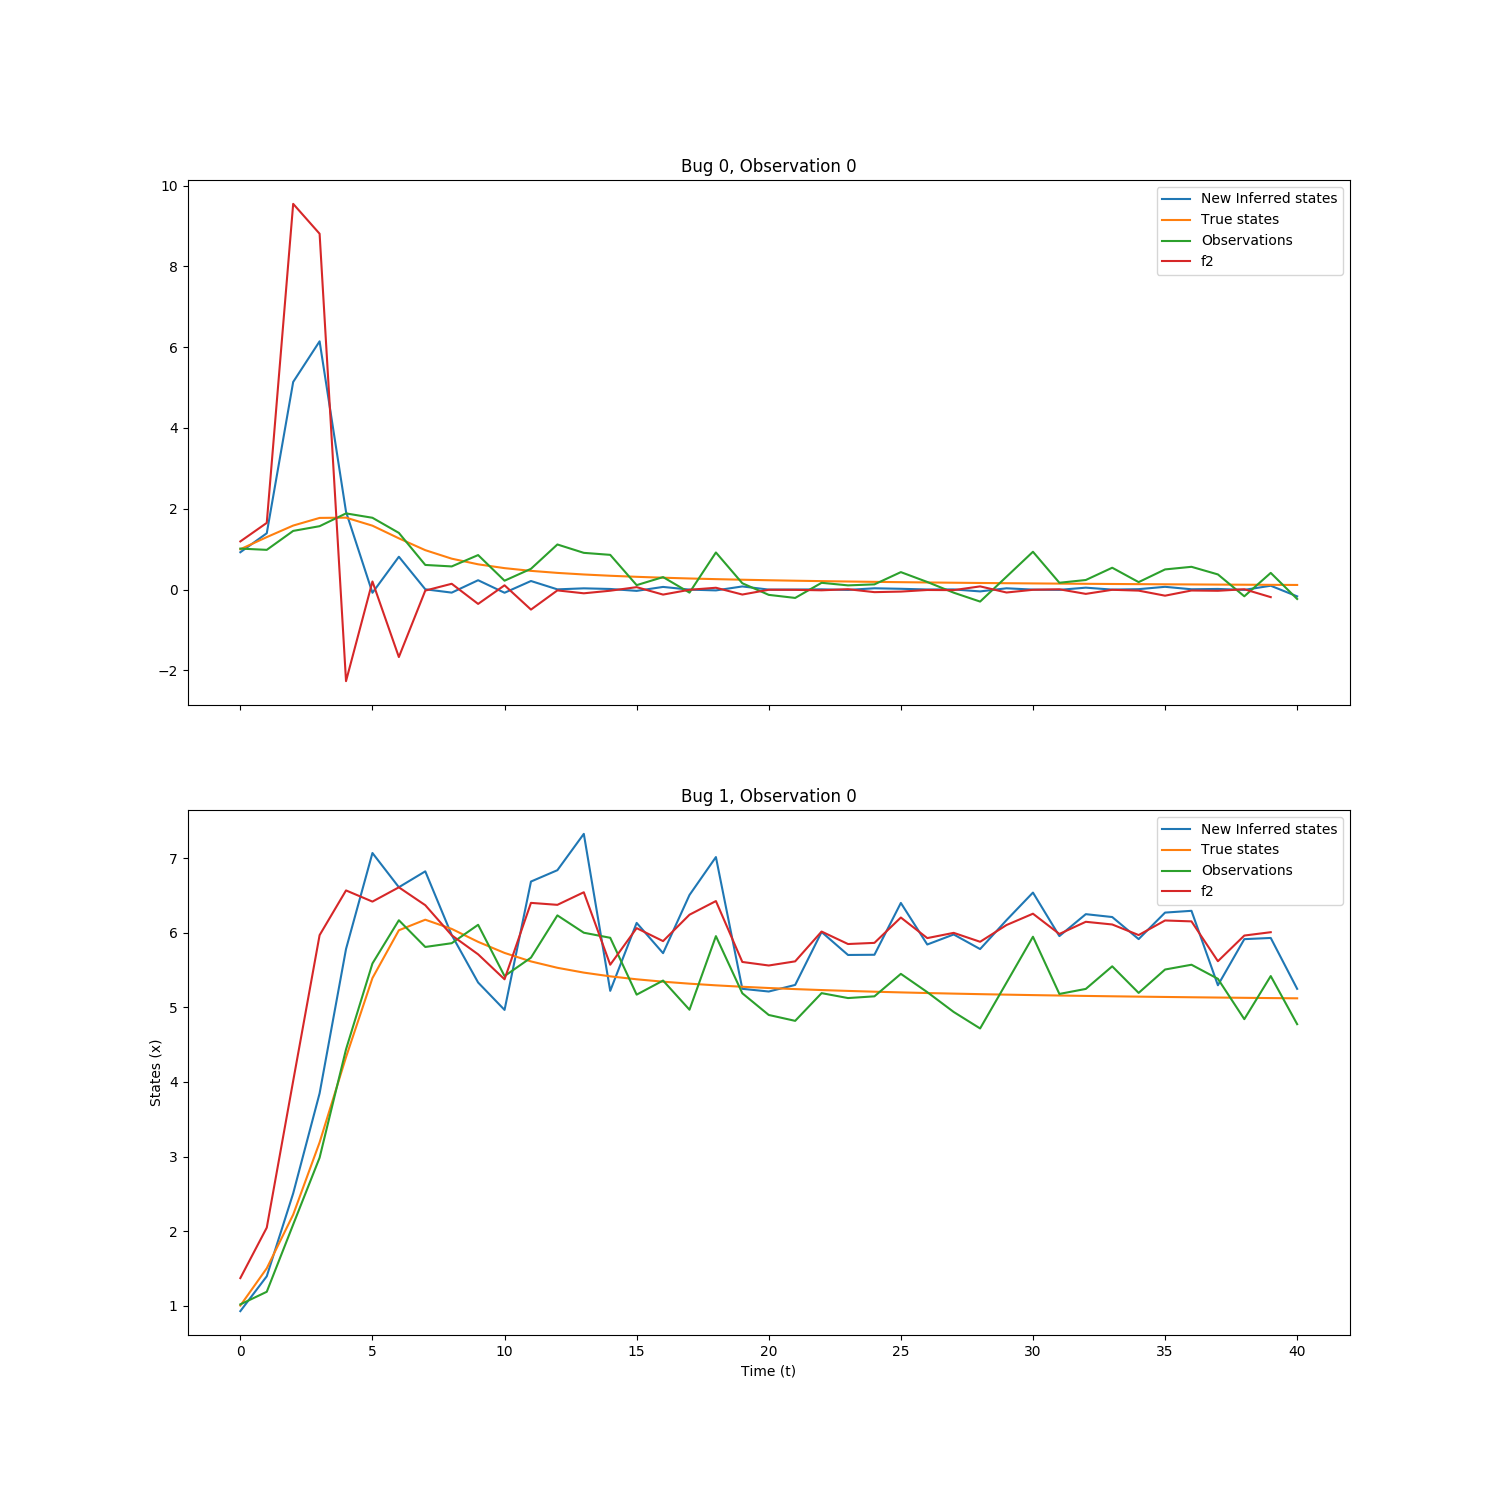 Bug 0, Observation 0
10
8
6
4
2
0
−2
New Inferred states
True states
Observations
f2
Bug 1, Observation 0
7
6
5
4
3
2
1
States (x)
New Inferred states
True states
Observations
f2
0 5 10 15 20 25 30 35 40
Time (t)